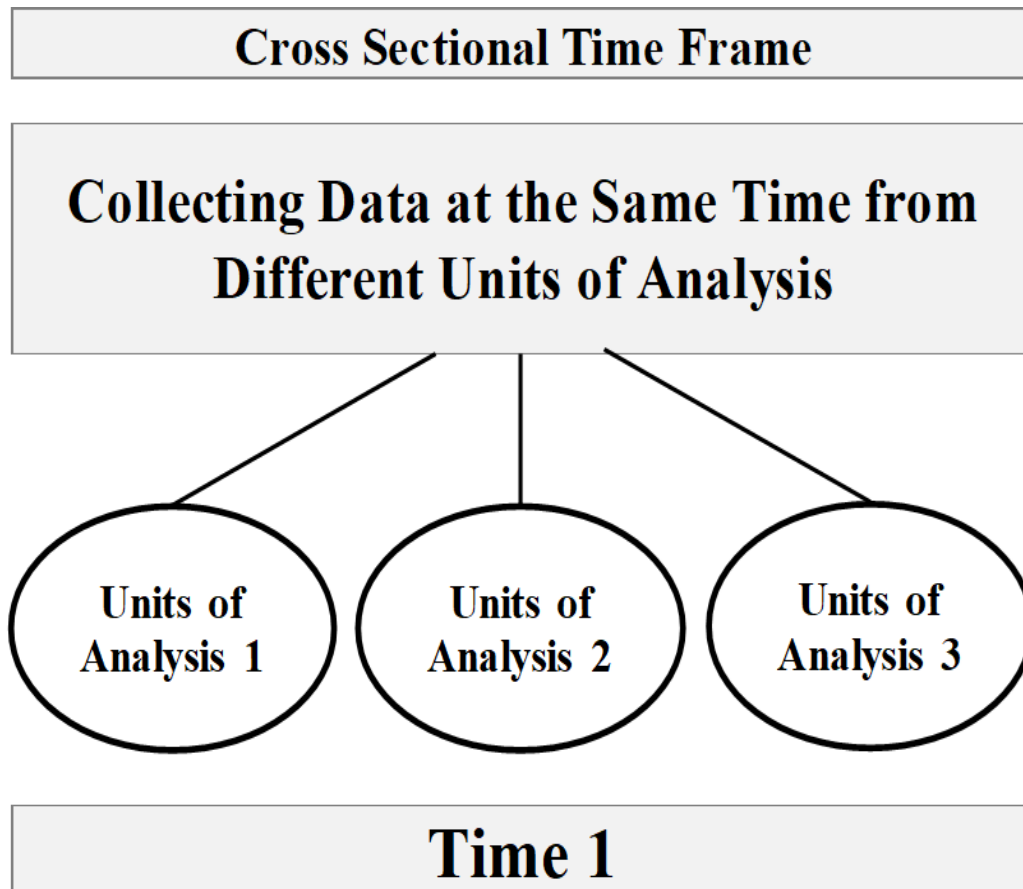 Cross Sectional Time Frame
Collecting Data at the Same Time from
Different Units of Analysis
Units of
Analysis 1
Units of
Analysis 2
Units of
Analysis 3
Time 1